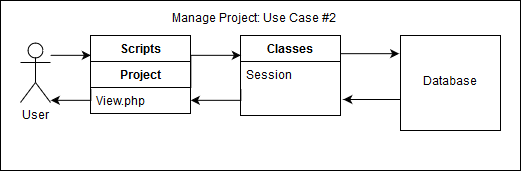 Manage Project: Use Case #2
Scripts
Project
View.php
Classes
Session
Database
User